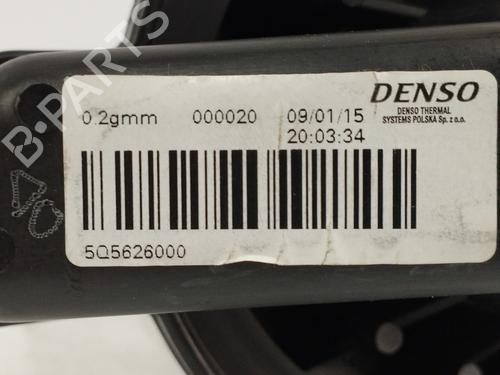 DENSO
DENSO THERMAL
SYSTEMS POLSKA Sp. z o.o.
0.2gmm 000020 09/01/15
20:03:34
5Q5626000
B-PARTS